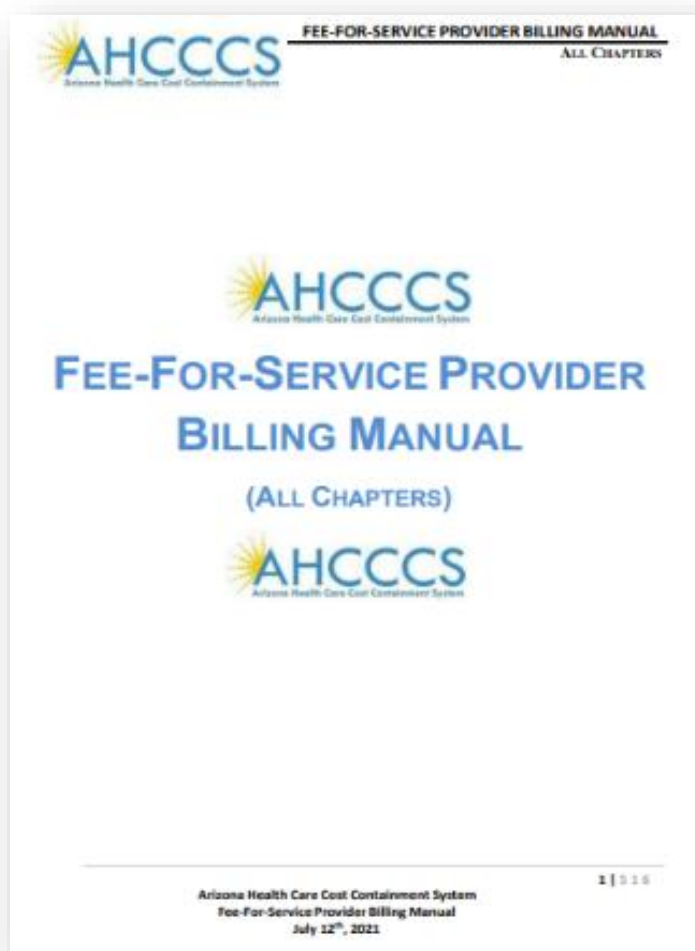 AHCCCS
Arizona Health Care Cost Containment System
FEE-FOR-SERVICE PROVIDER BILLING MANUAL
ALL CHAPTERS
AHCCCS
Arizona Health Care Cost Containment System
FEE-FOR-SERVICE PROVIDER
BILLING MANUAL
(ALL CHAPTERS)
AHCCCS
Arizona Health Care Cost Containment System
1 |
Arizona Health Care Cost Containment System
Fee-For-Service Provider Billing Manual
July 12th, 2021